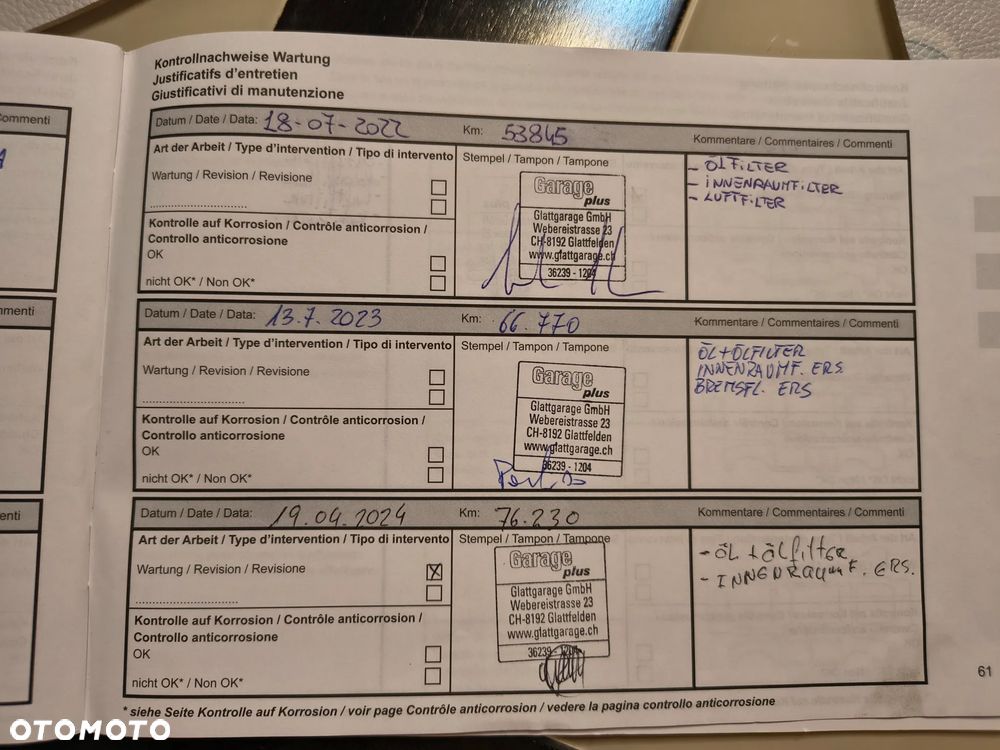 Kontrollnachweise Wartung
Justificatifs d'entretien
Giustificativi di manutenzione
ommenti
Datum / Date / Data: 18-07-2022 Km: 53845 Kommentare / Commentaires / Commenti
Art der Arbeit / Type d'intervention / Tipo di intervento Stempel / Tampon / Tampone
- ÖLFILTER
- INNENRAUMFILTER
- LUFTFILTER
Wartung / Revision / Revisione
Garage
plus
Glattgarage GmbH
Webereistrasse 23
CH-8192 Glattfelden
www.glattgarage.ch
36239 - 1204
Kontrolle auf Korrosion / Contrôle anticorrosion /
Controllo anticorrosione
OK
nicht OK* / Non OK*
mmenti
Datum / Date / Data: 13.7.2023 Km: 66.770 Kommentare / Commentaires / Commenti
Art der Arbeit / Type d'intervention / Tipo di intervento Stempel / Tampon / Tampone
ÖL+ÖLFILTER
INNENRAUMF. ERS
BREMSFL. ERS
Wartung / Revision / Revisione
Garage
plus
Glattgarage GmbH
Webereistrasse 23
CH-8192 Glattfelden
www.glattgarage.ch
36239 - 1204
Kontrolle auf Korrosion / Contrôle anticorrosion /
Controllo anticorrosione
OK
nicht OK* / Non OK*
enti
Datum / Date / Data: 19.04.2024 Km: 76.230 Kommentare / Commentaires / Commenti
Art der Arbeit / Type d'intervention / Tipo di intervento Stempel / Tampon / Tampone
- ÖL + ÖLfilter
- INNENRAUMF. ERS.
Wartung / Revision / Revisione X
Garage
plus
Glattgarage GmbH
Webereistrasse 23
CH-8192 Glattfelden
www.glattgarage.ch
36239 - 1204
Kontrolle auf Korrosion / Contrôle anticorrosion /
Controllo anticorrosione
OK
nicht OK* / Non OK*
61
* siehe Seite Kontrolle auf Korrosion / voir page Contrôle anticorrosion / vedere la pagina controllo anticorrosione
OTOMOTO